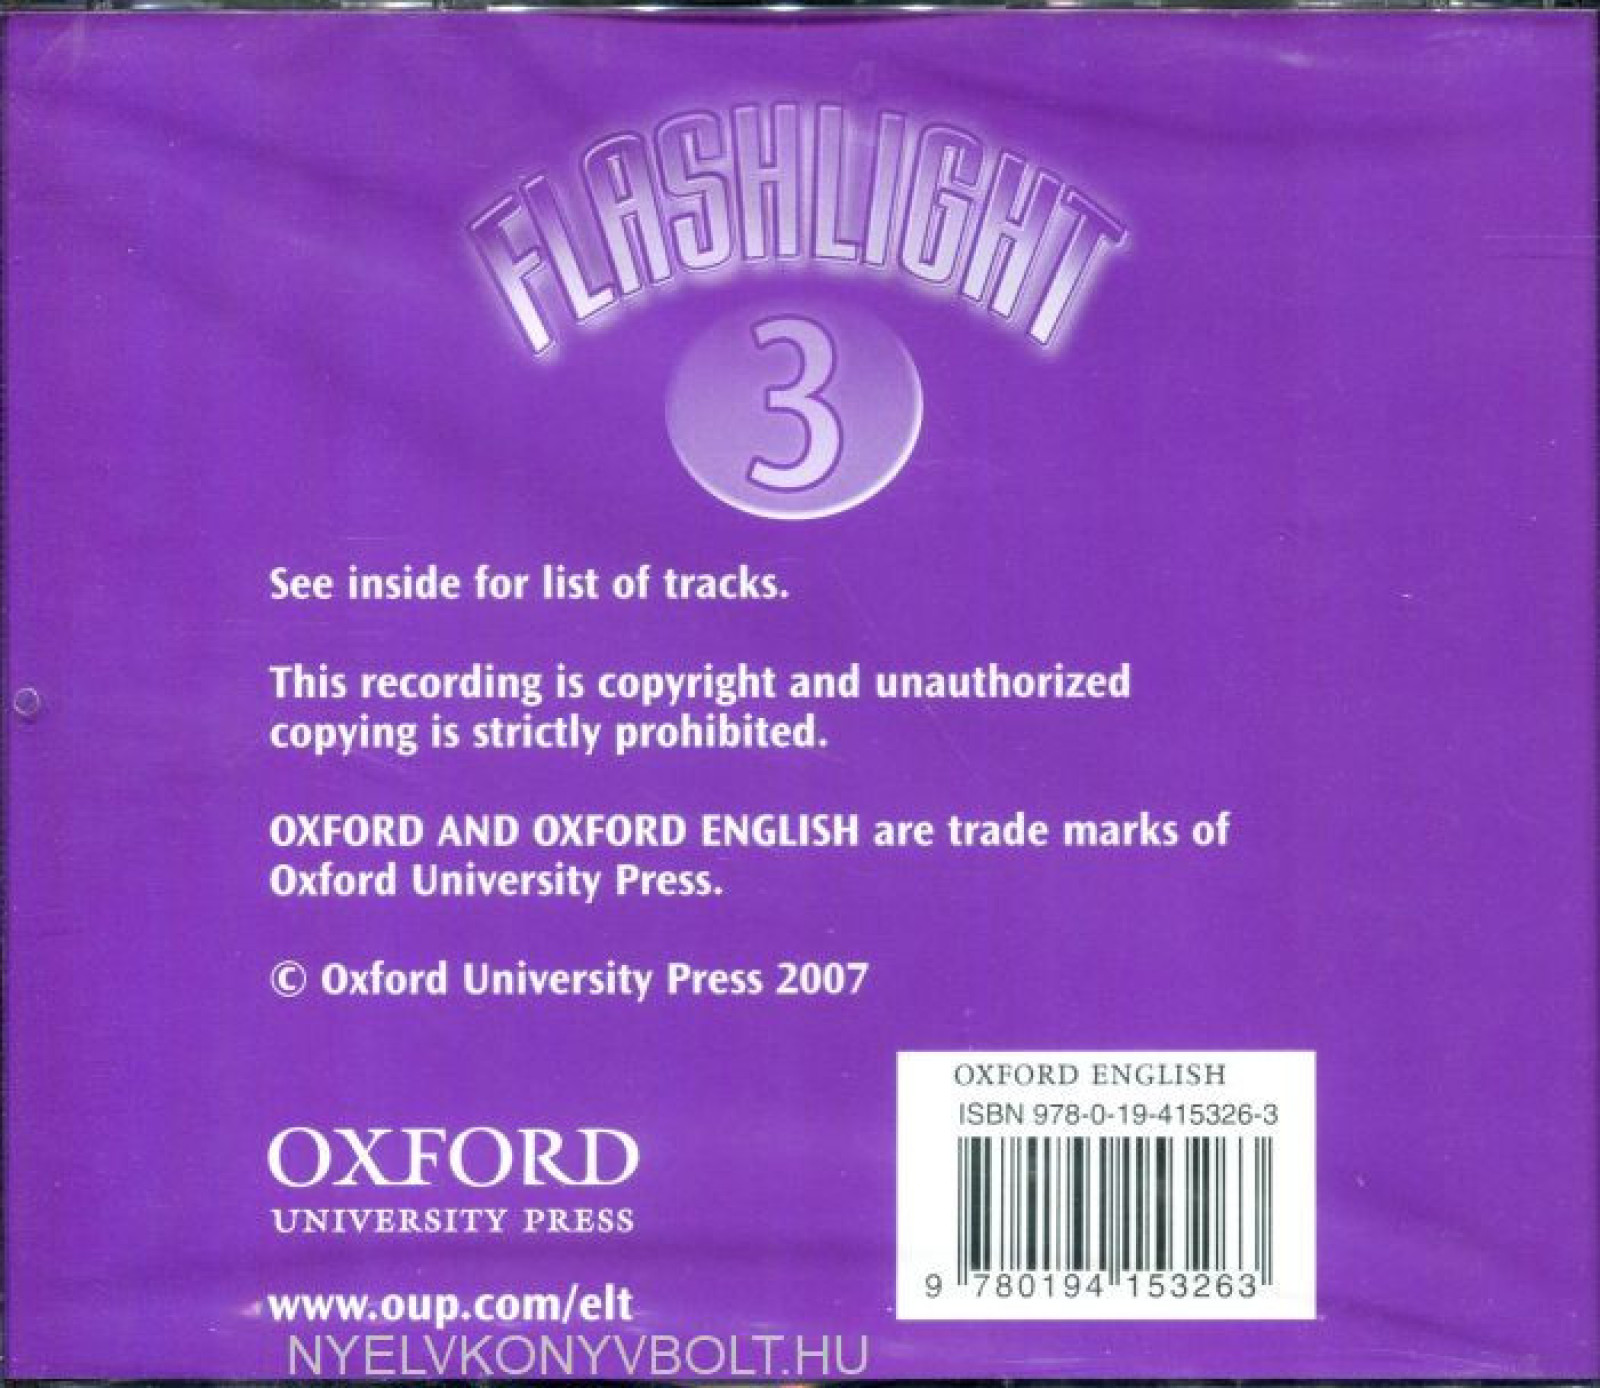 FLASHLIGHT
3
See inside for list of tracks.
This recording is copyright and unauthorized
copying is strictly prohibited.
OXFORD AND OXFORD ENGLISH are trade marks of
Oxford University Press.
© Oxford University Press 2007
OXFORD ENGLISH
ISBN 978-0-19-415326-3
9 780194 153263
OXFORD
UNIVERSITY PRESS
www.oup.com/elt
NYELVKONYVBOLT.HU